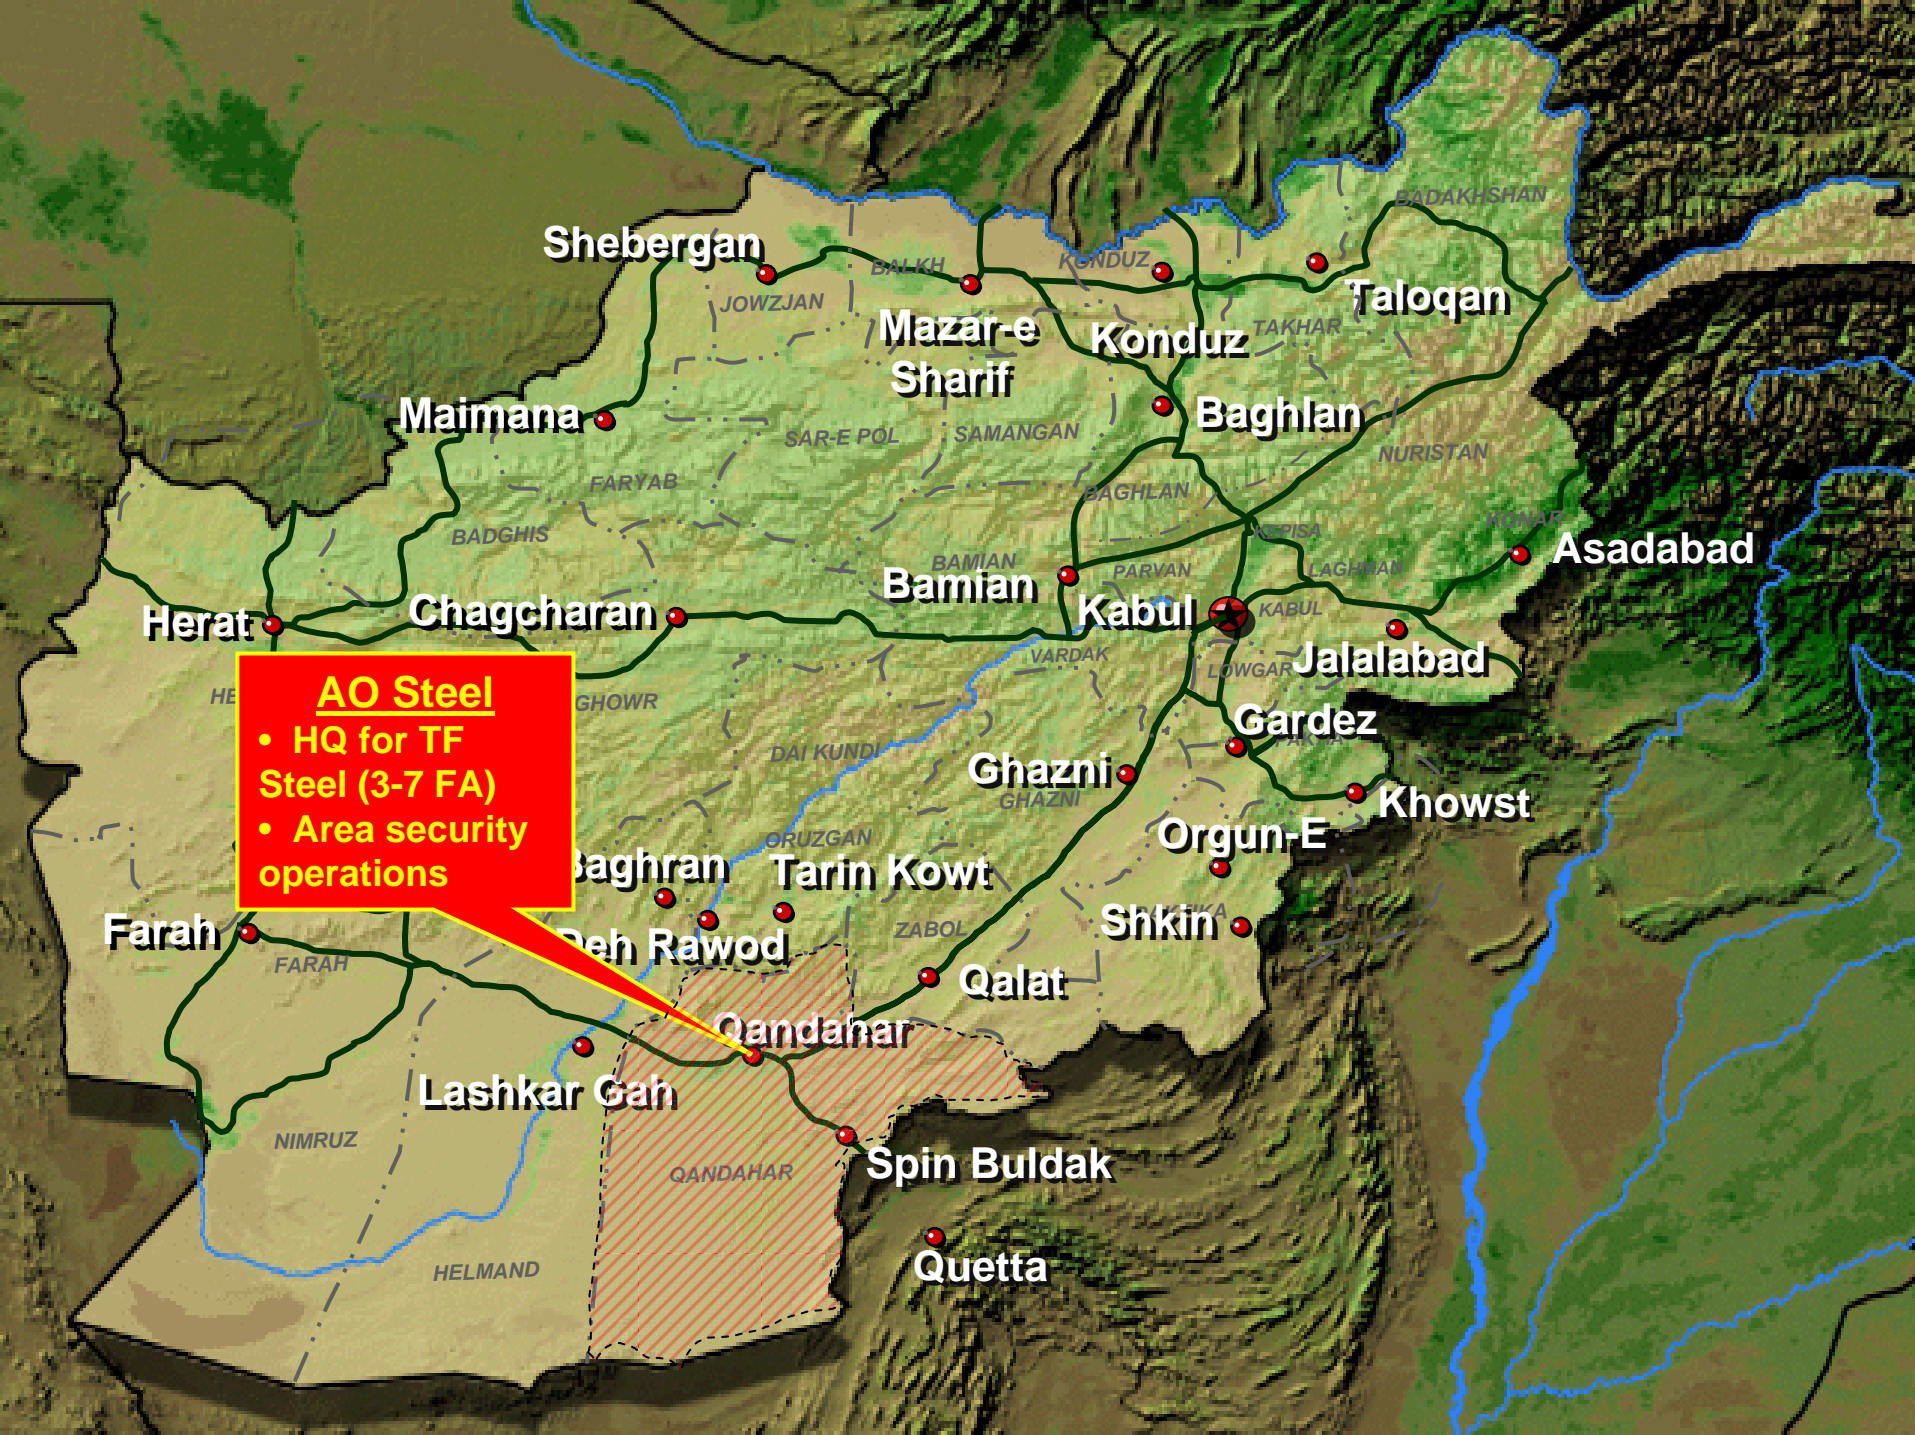 BADAKHSHAN
Shebergan
BALKH
KONDUZ
JOWZJAN
Taloqan
Mazar-e
Sharif
Konduz
TAKHAR
Maimana
Baghlan
SAR-E POL
SAMANGAN
NURISTAN
FARYAB
BAGHLAN
BADGHIS
KEPISA
KONAR
Asadabad
BAMIAN
Bamian
PARVAN
LAGHMAN
Herat
Chagcharan
Kabul
KABUL
VARDAK
LOWGAR
Jalalabad
GHOWR
AO Steel
• HQ for TF
Steel (3-7 FA)
• Area security
operations
Gardez
DAI KUNDI
Ghazni
GHAZNI
Khowst
ORUZGAN
Orgun-E
Baghran
Tarin Kowt
Farah
Deh Rawod
ZABOL
Shkin
FARAH
Qalat
Qandahar
Lashkar Gah
NIMRUZ
QANDAHAR
Spin Buldak
HELMAND
Quetta